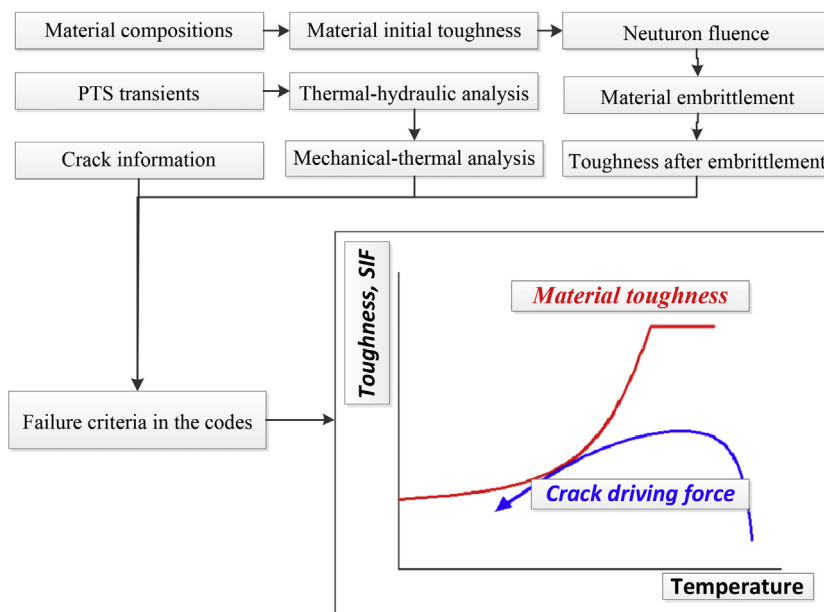 Material compositions
Material initial toughness
Neuturon fluence
PTS transients
Thermal-hydraulic analysis
Material embrittlement
Crack information
Mechanical-thermal analysis
Toughness after embrittlement
Failure criteria in the codes
Toughness, SIF
Material toughness
Crack driving force
Temperature